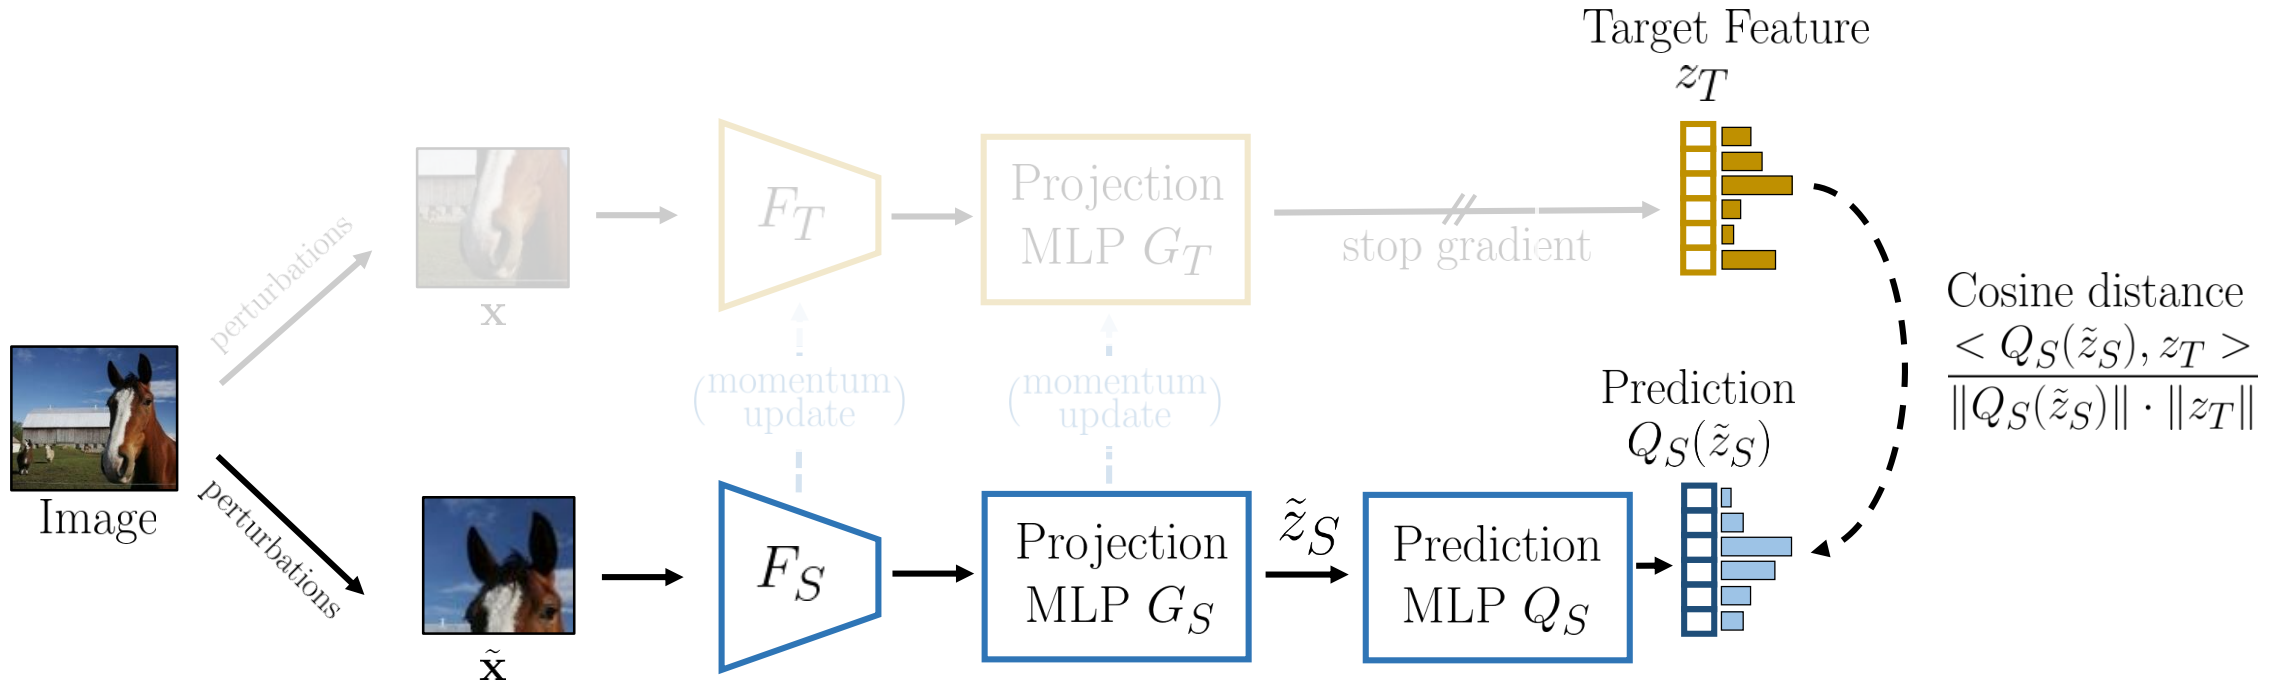 Target Feature
z_T
Projection
MLP G_T
F_T
perturbations
stop gradient
x
Cosine distance
< Q_S(z̃_S), z_T >
‖Q_S(z̃_S)‖ · ‖z_T‖
(momentum update)
(momentum update)
Prediction
Q_S(z̃_S)
Image
perturbations
x̃
F_S
Projection
MLP G_S
z̃_S
Prediction
MLP Q_S